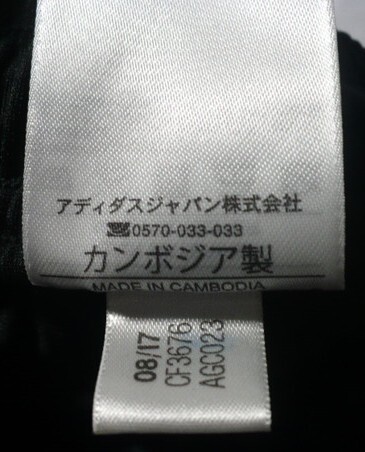 アディダスジャパン株式会社
☎0570-033-033
カンボジア製
MADE IN CAMBODIA
08/17
CF3676
AGC023